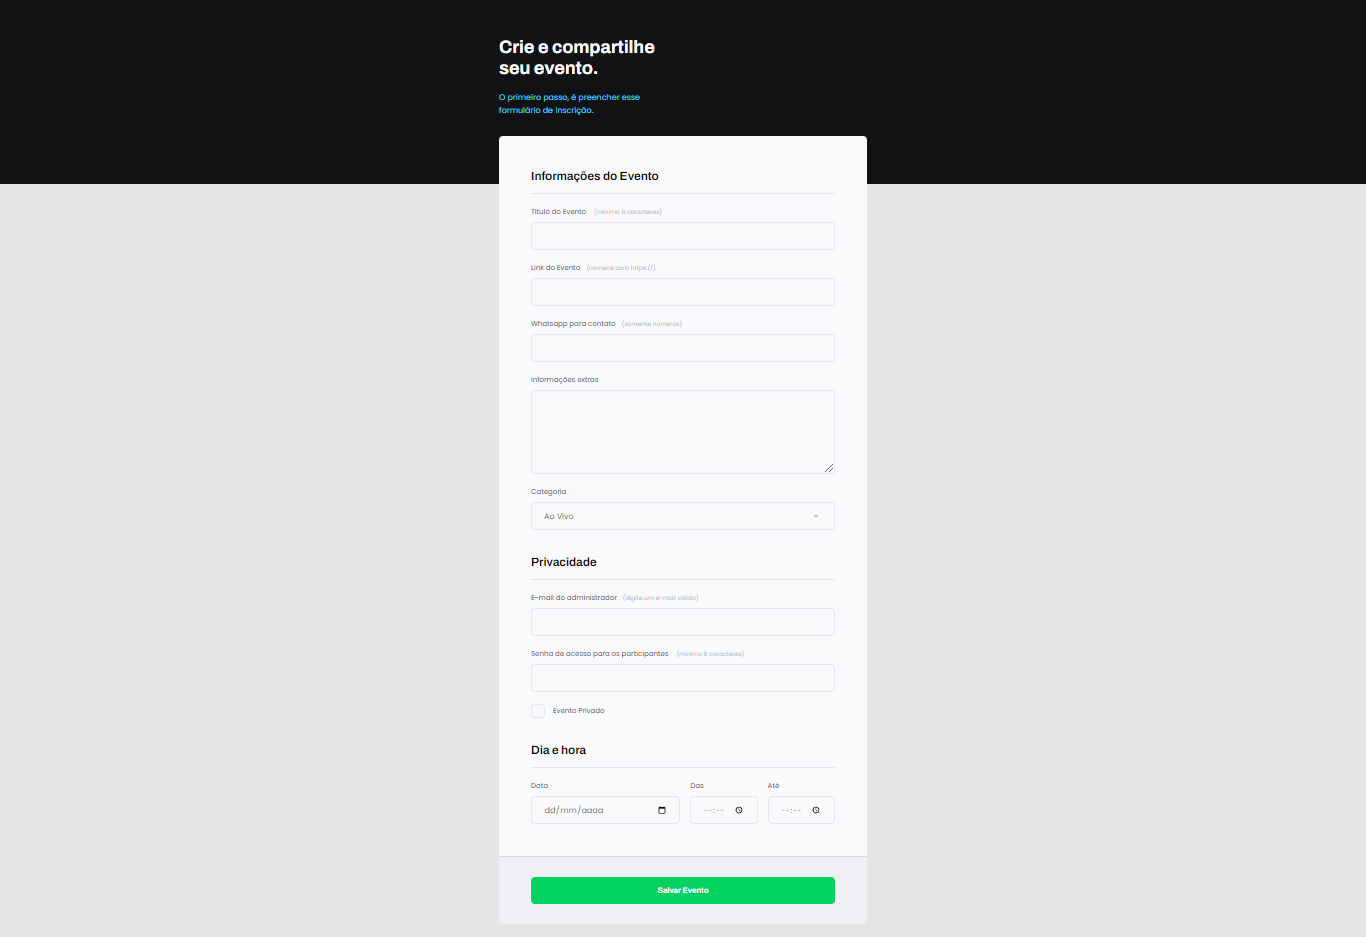 Crie e compartilhe
seu evento.
O primeiro passo, é preencher esse
formulário de inscrição.
Informações do Evento
Título do Evento (mínimo 6 caracteres)
Link do Evento (comece com https://)
Whatsapp para contato (somente números)
Informações extras
Categoria
Ao Vivo
Privacidade
E-mail do administrador (digite um e-mail válido)
Senha de acesso para os participantes (mínimo 6 caracteres)
Evento Privado
Dia e hora
Data Das Até
dd/mm/aaaa --:-- --:--
Salvar Evento